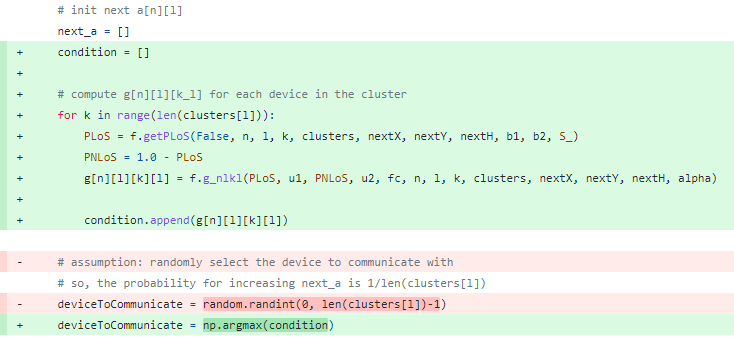 # init next a[n][l]
next_a = []
+ condition = []
+
+ # compute g[n][l][k_l] for each device in the cluster
+ for k in range(len(clusters[l])):
+ PLoS = f.getPLoS(False, n, l, k, clusters, nextX, nextY, nextH, b1, b2, S_)
+ PNLoS = 1.0 - PLoS
+ g[n][l][k][l] = f.g_nlkl(PLoS, u1, PNLoS, u2, fc, n, l, k, clusters, nextX, nextY, nextH, alpha)
+
+ condition.append(g[n][l][k][l])
- # assumption: randomly select the device to communicate with
# so, the probability for increasing next_a is 1/len(clusters[l])
- deviceToCommunicate = random.randint(0, len(clusters[l])-1)
+ deviceToCommunicate = np.argmax(condition)